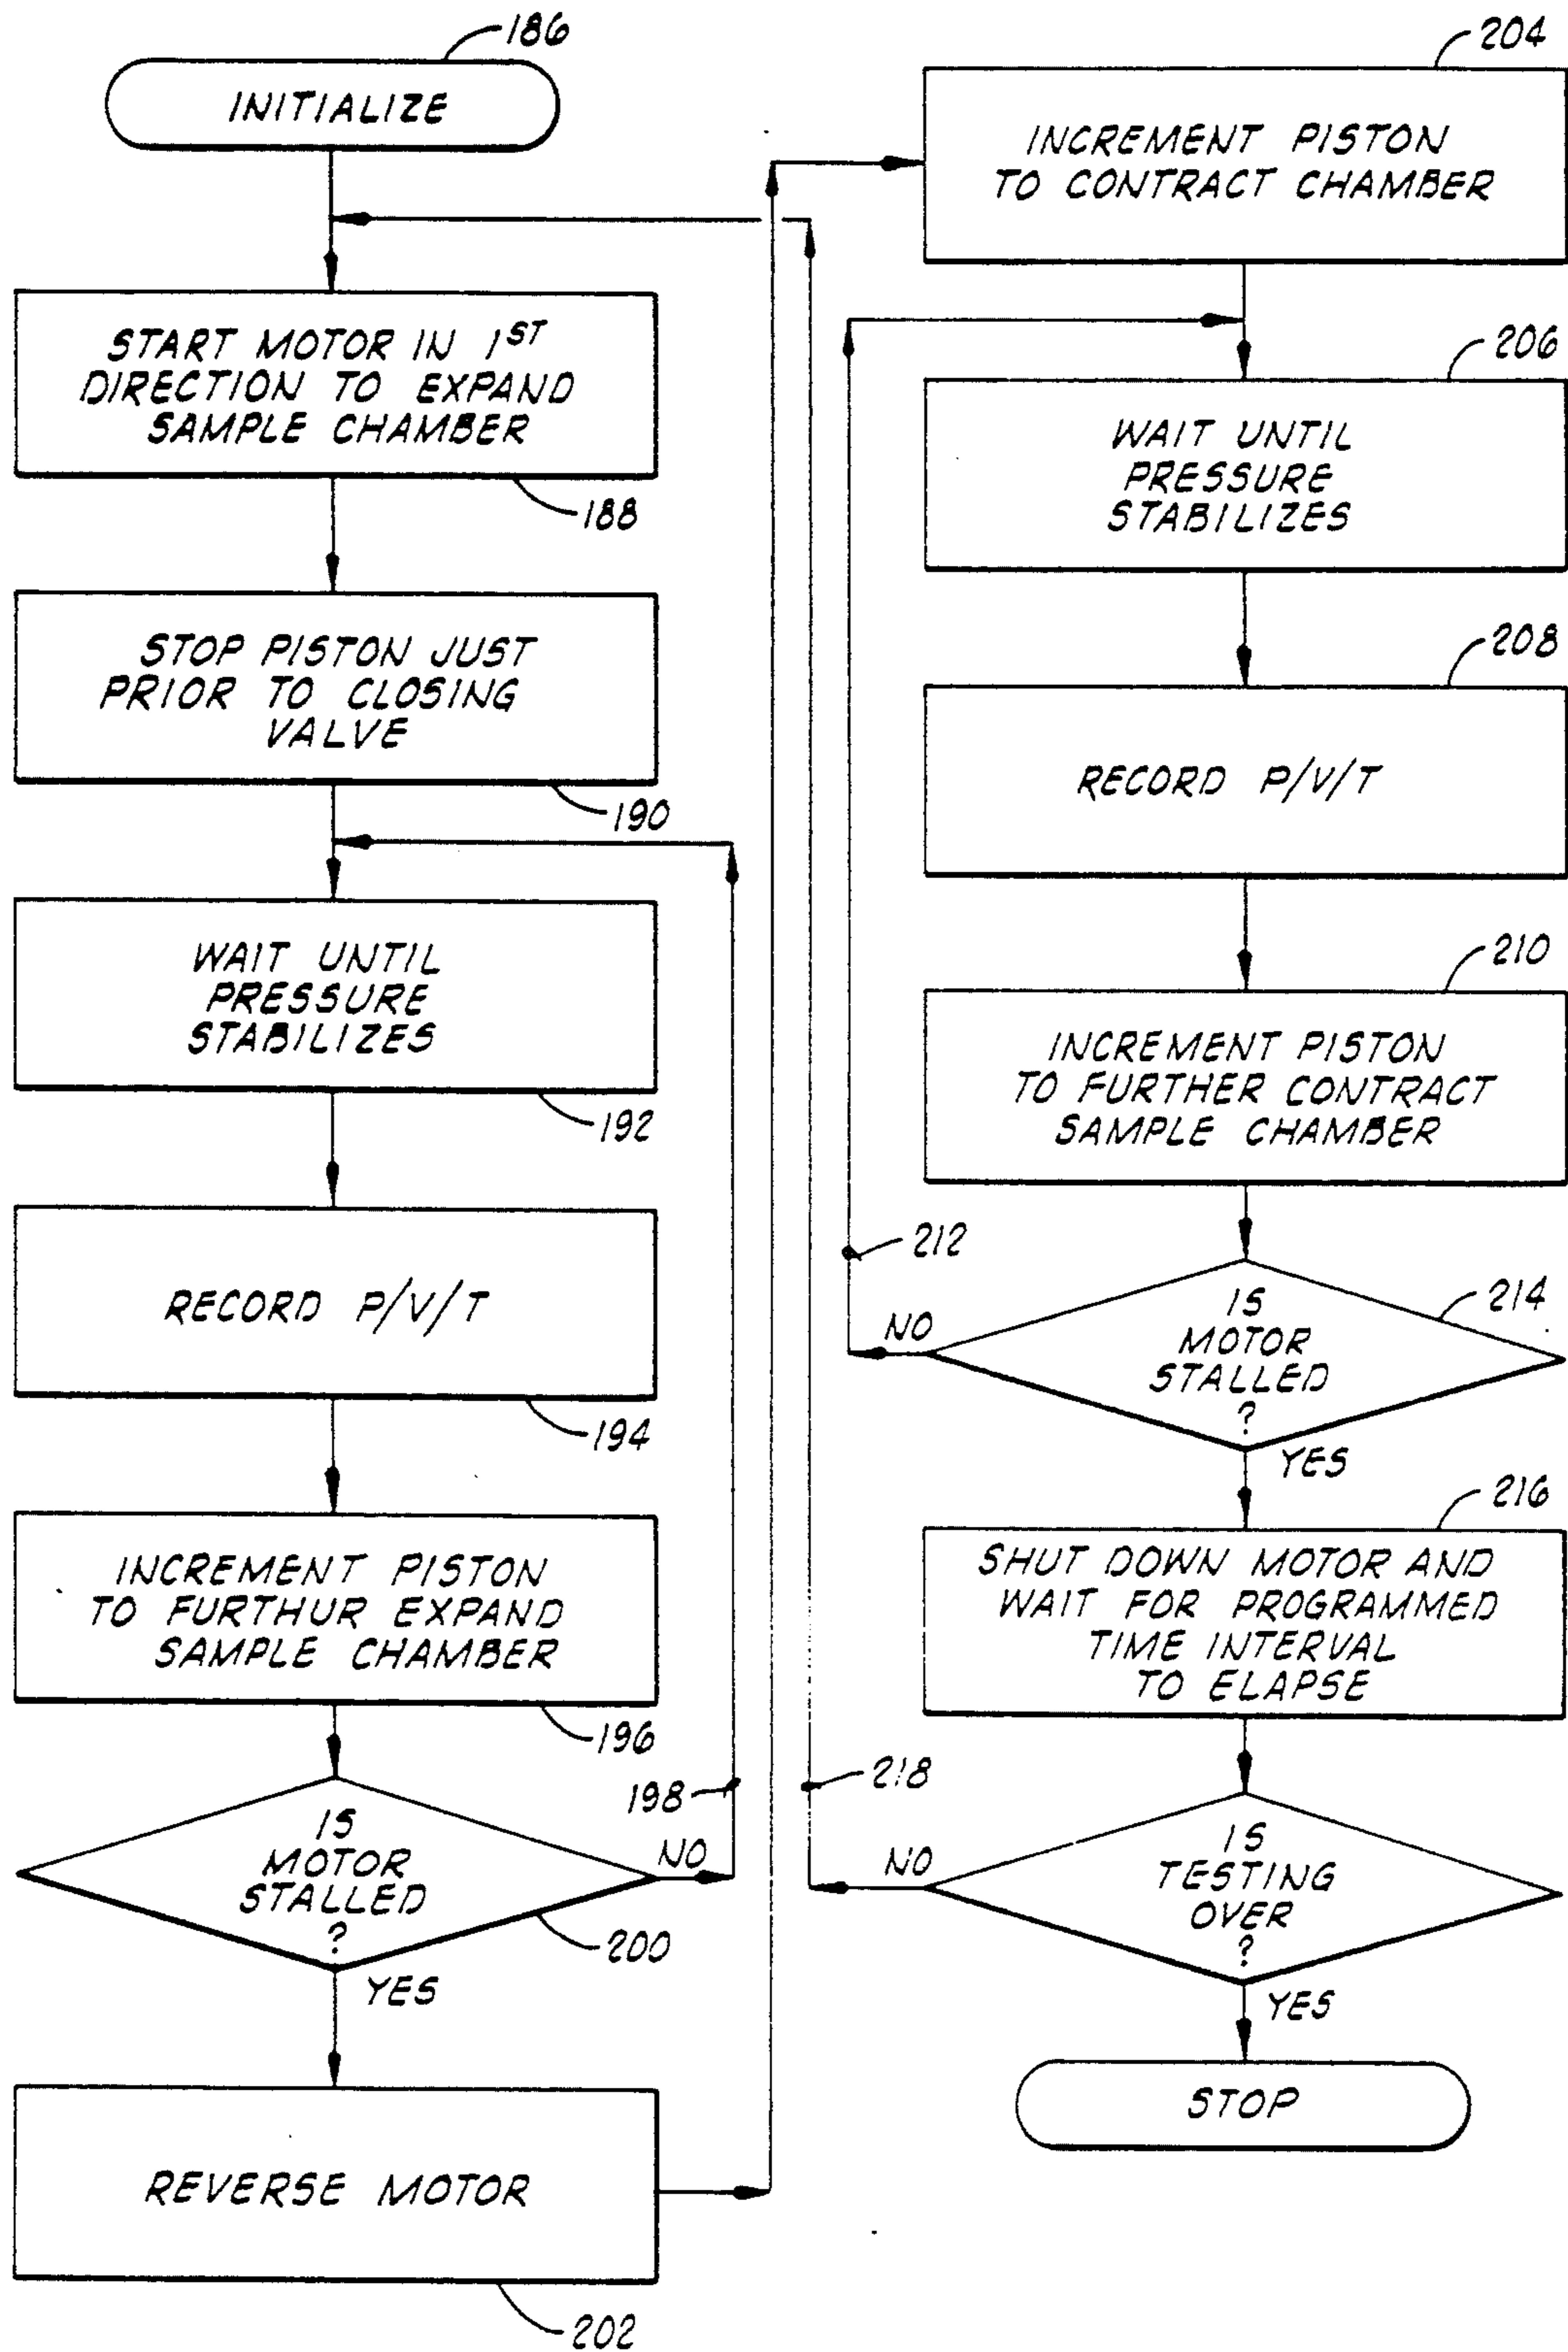 186
INITIALIZE
START MOTOR IN 1ST
DIRECTION TO EXPAND
SAMPLE CHAMBER
188
STOP PISTON JUST
PRIOR TO CLOSING
VALVE
190
WAIT UNTIL
PRESSURE
STABILIZES
192
RECORD P/V/T
194
INCREMENT PISTON
TO FURTHUR EXPAND
SAMPLE CHAMBER
196
198
IS
MOTOR
STALLED
?
NO
200
YES
REVERSE MOTOR
202
204
INCREMENT PISTON
TO CONTRACT CHAMBER
206
WAIT UNTIL
PRESSURE
STABILIZES
208
RECORD P/V/T
210
INCREMENT PISTON
TO FURTHER CONTRACT
SAMPLE CHAMBER
212
214
IS
MOTOR
STALLED
?
NO
YES
216
SHUT DOWN MOTOR AND
WAIT FOR PROGRAMMED
TIME INTERVAL
TO ELAPSE
218
IS
TESTING
OVER
?
NO
YES
STOP